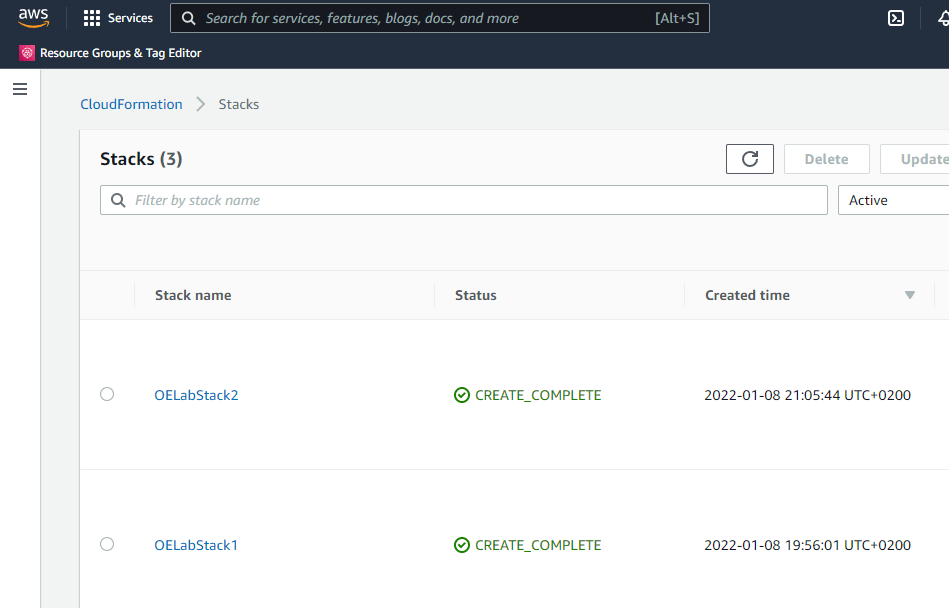 aws
Services
Search for services, features, blogs, docs, and more [Alt+S]
Resource Groups & Tag Editor
CloudFormation > Stacks
Stacks (3)
Delete
Update
Filter by stack name
Active
Stack name Status Created time
OELabStack2 CREATE_COMPLETE 2022-01-08 21:05:44 UTC+0200
OELabStack1 CREATE_COMPLETE 2022-01-08 19:56:01 UTC+0200